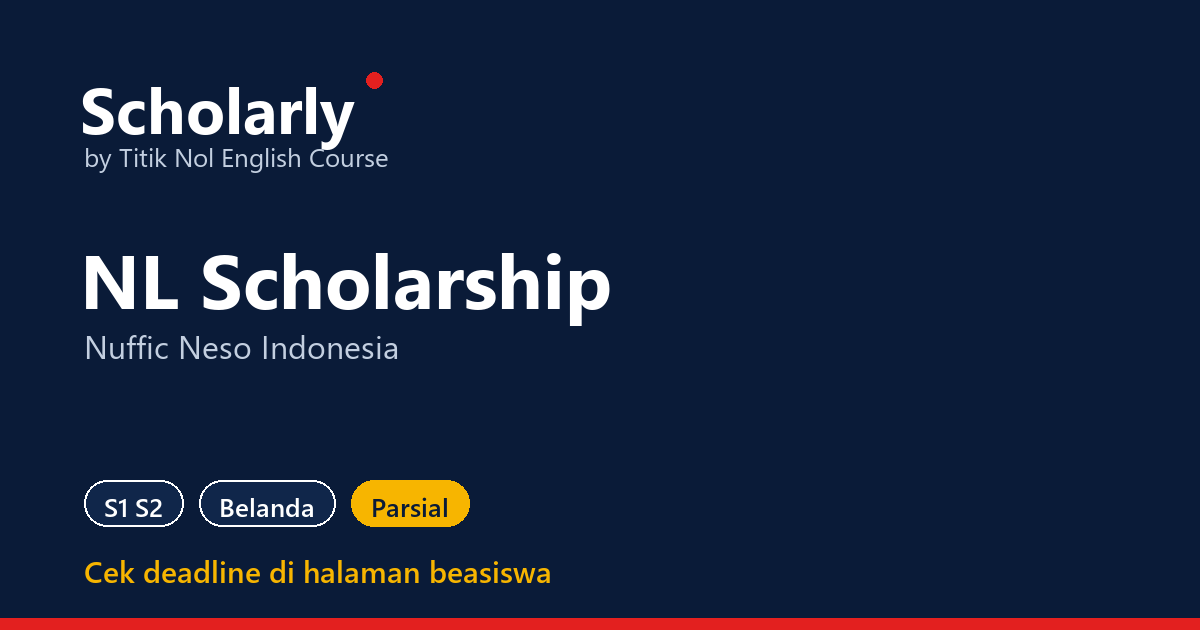 Scholarly
by Titik Nol English Course
NL Scholarship
Nuffic Neso Indonesia
S1 S2 Belanda Parsial
Cek deadline di halaman beasiswa